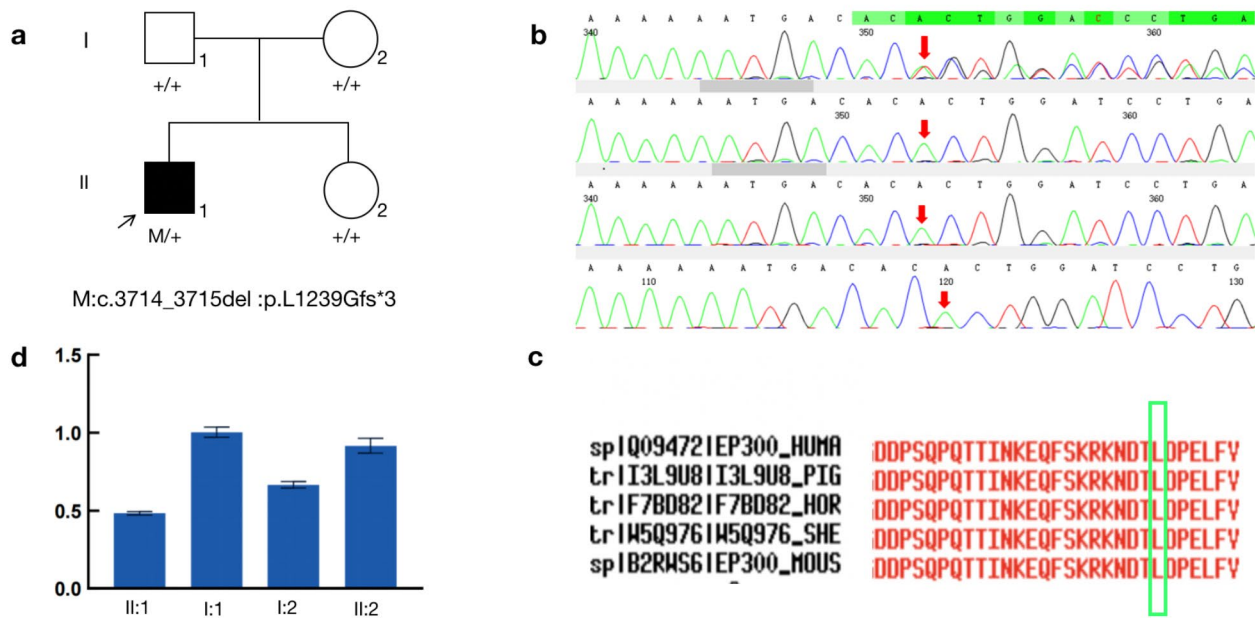 a
I
1
2
+/+
+/+
II
1
2
M/+
+/+
M:c.3714_3715del :p.L1239Gfs*3
b
A A A A A A T G A C A C A C T G G A C C C T G A
340 350 360
A A A A A A T G A C A C A C T G G A T C C T G A
350 360
A A A A A A T G A C A C A C T G G A T C C T G A
340 350 360
A A A A A A T G A C A C A C T G G A T C C T G
110 120 130
c
sp|Q09472|EP300_HUMA DDPSQPQTTINKEQFSKRKNDTLDPELFV
tr|I3L9U8|I3L9U8_PIG DDPSQPQTTINKEQFSKRKNDTLDPELFV
tr|F7BD82|F7BD82_HOR DDPSQPQTTINKEQFSKRKNDTLDPELFV
tr|W5Q976|W5Q976_SHE DDPSQPQTTINKEQFSKRKNDTLDPELFV
sp|B2RWS6|EP300_MOUS DDPSQPQTTINKEQFSKRKNDTLDPELFV
d
1.5
1.0
0.5
0.0
II:1 I:1 I:2 II:2